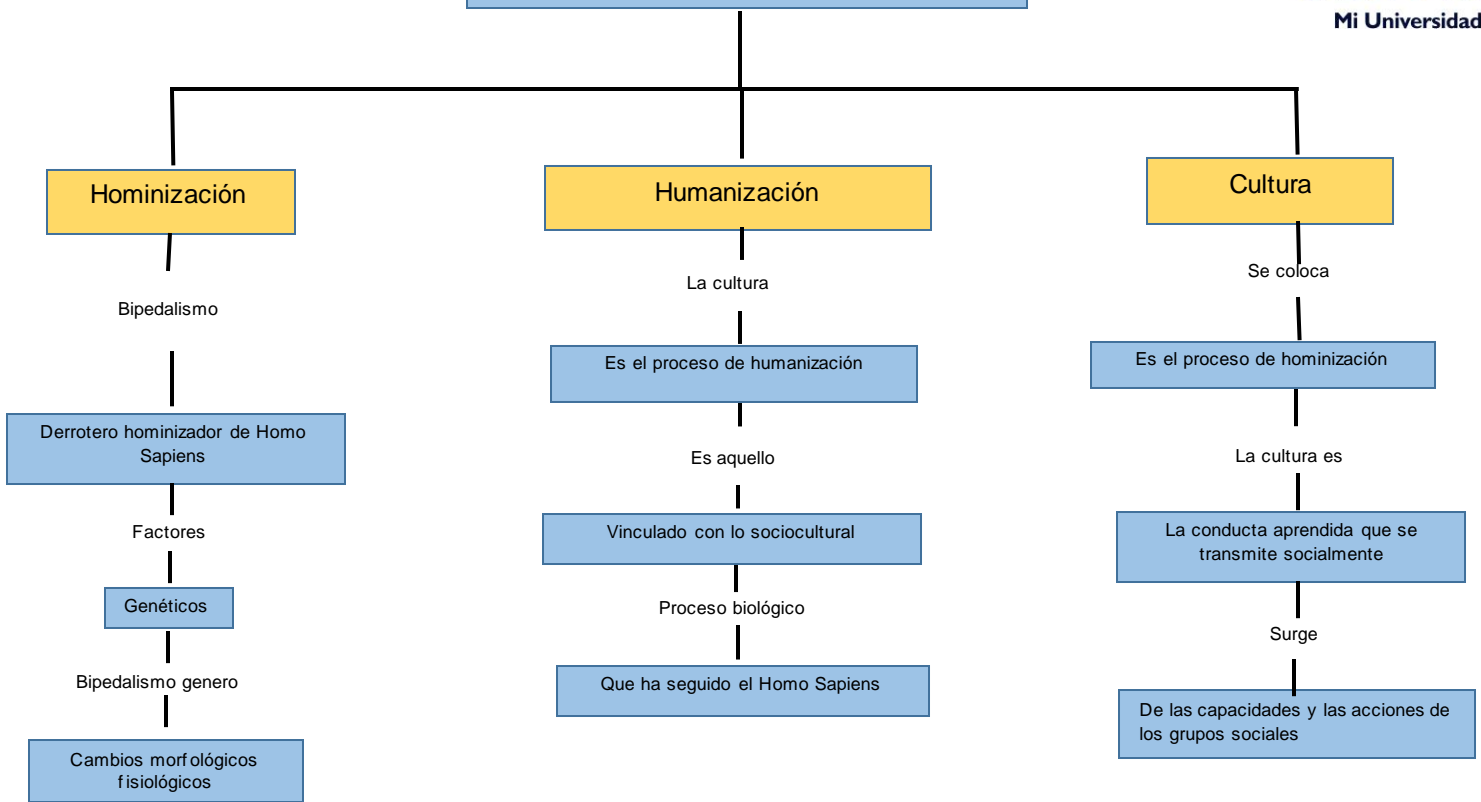 Mi Universidad
Hominización
Bipedalismo
Derrotero hominizador de Homo
Sapiens
Factores
Genéticos
Bipedalismo genero
Cambios morfológicos
fisiológicos
Humanización
La cultura
Es el proceso de humanización
Es aquello
Vinculado con lo sociocultural
Proceso biológico
Que ha seguido el Homo Sapiens
Cultura
Se coloca
Es el proceso de hominización
La cultura es
La conducta aprendida que se
transmite socialmente
Surge
De las capacidades y las acciones de
los grupos sociales